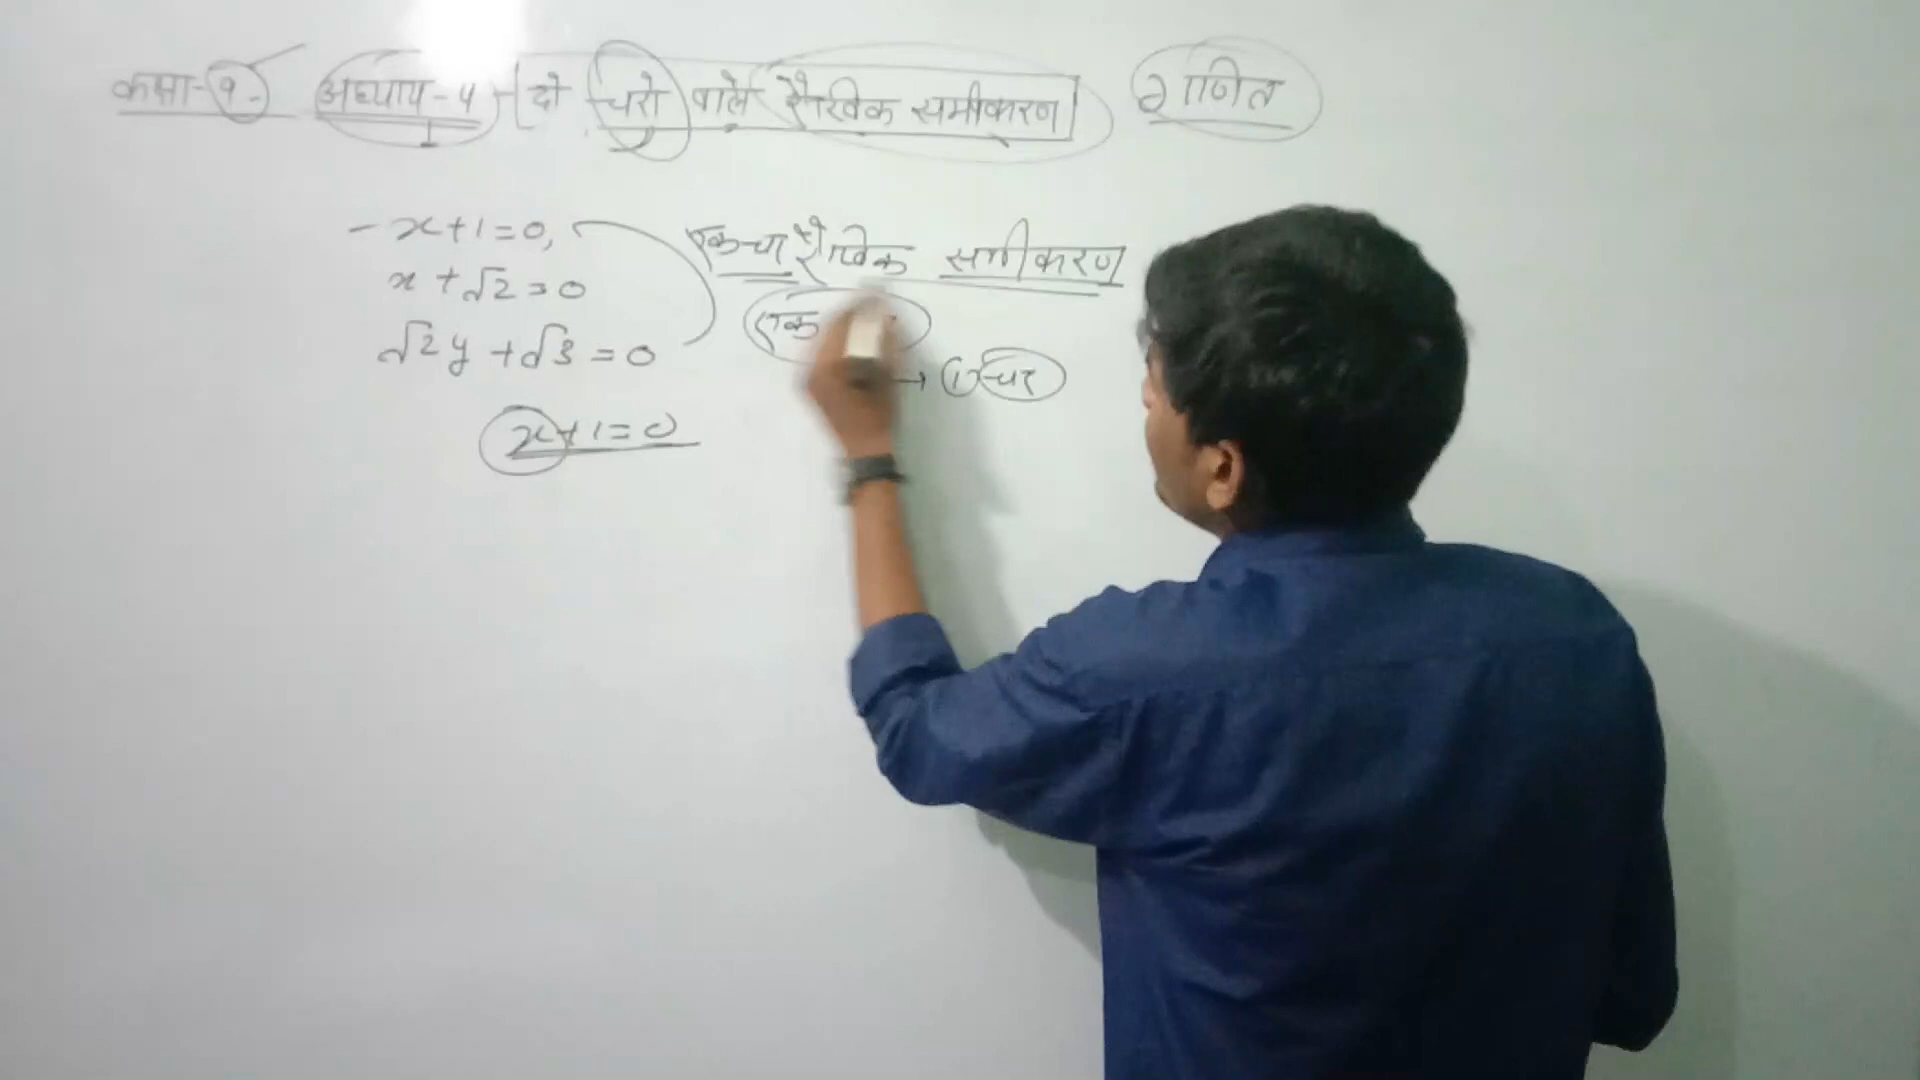 कक्षा-9- अध्याय-4 दो चरो वाले रैखिक समीकरण गणित
- x+1=0,
x + √2 = 0
√2y + √3 = 0
एक चर रैखिक समीकरण
एक
→ 1 चर
x+1=0